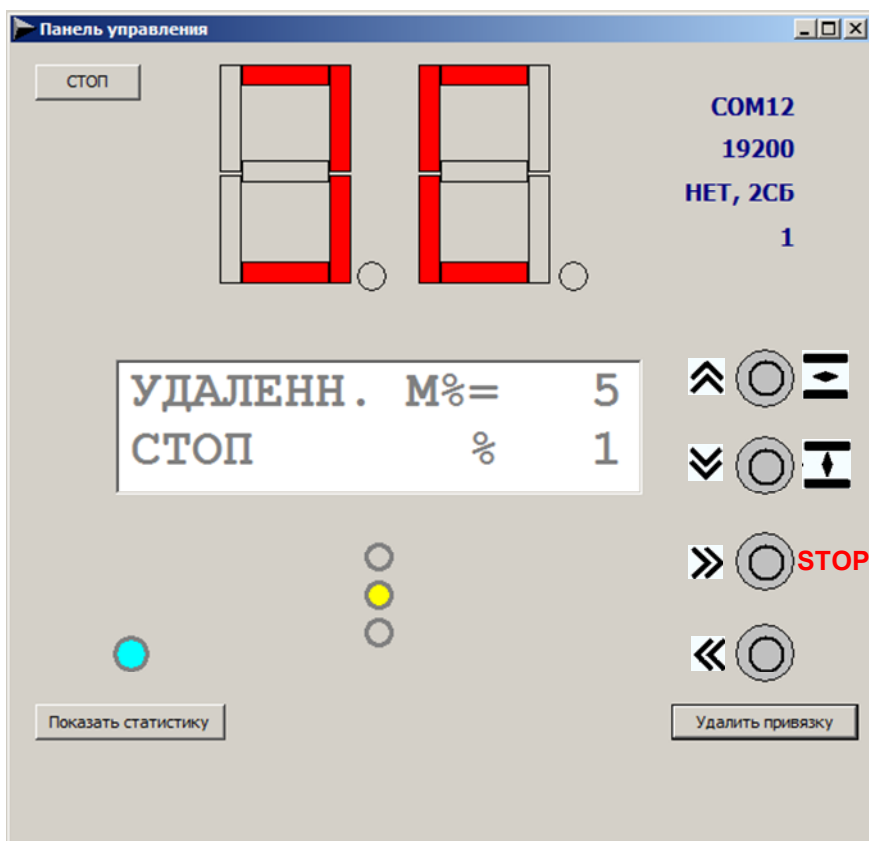 Панель управления
СТОП
COM12
19200
НЕТ, 2СБ
1
УДАЛЕНН. М%= 5
СТОП % 1
STOP
Показать статистику
Удалить привязку